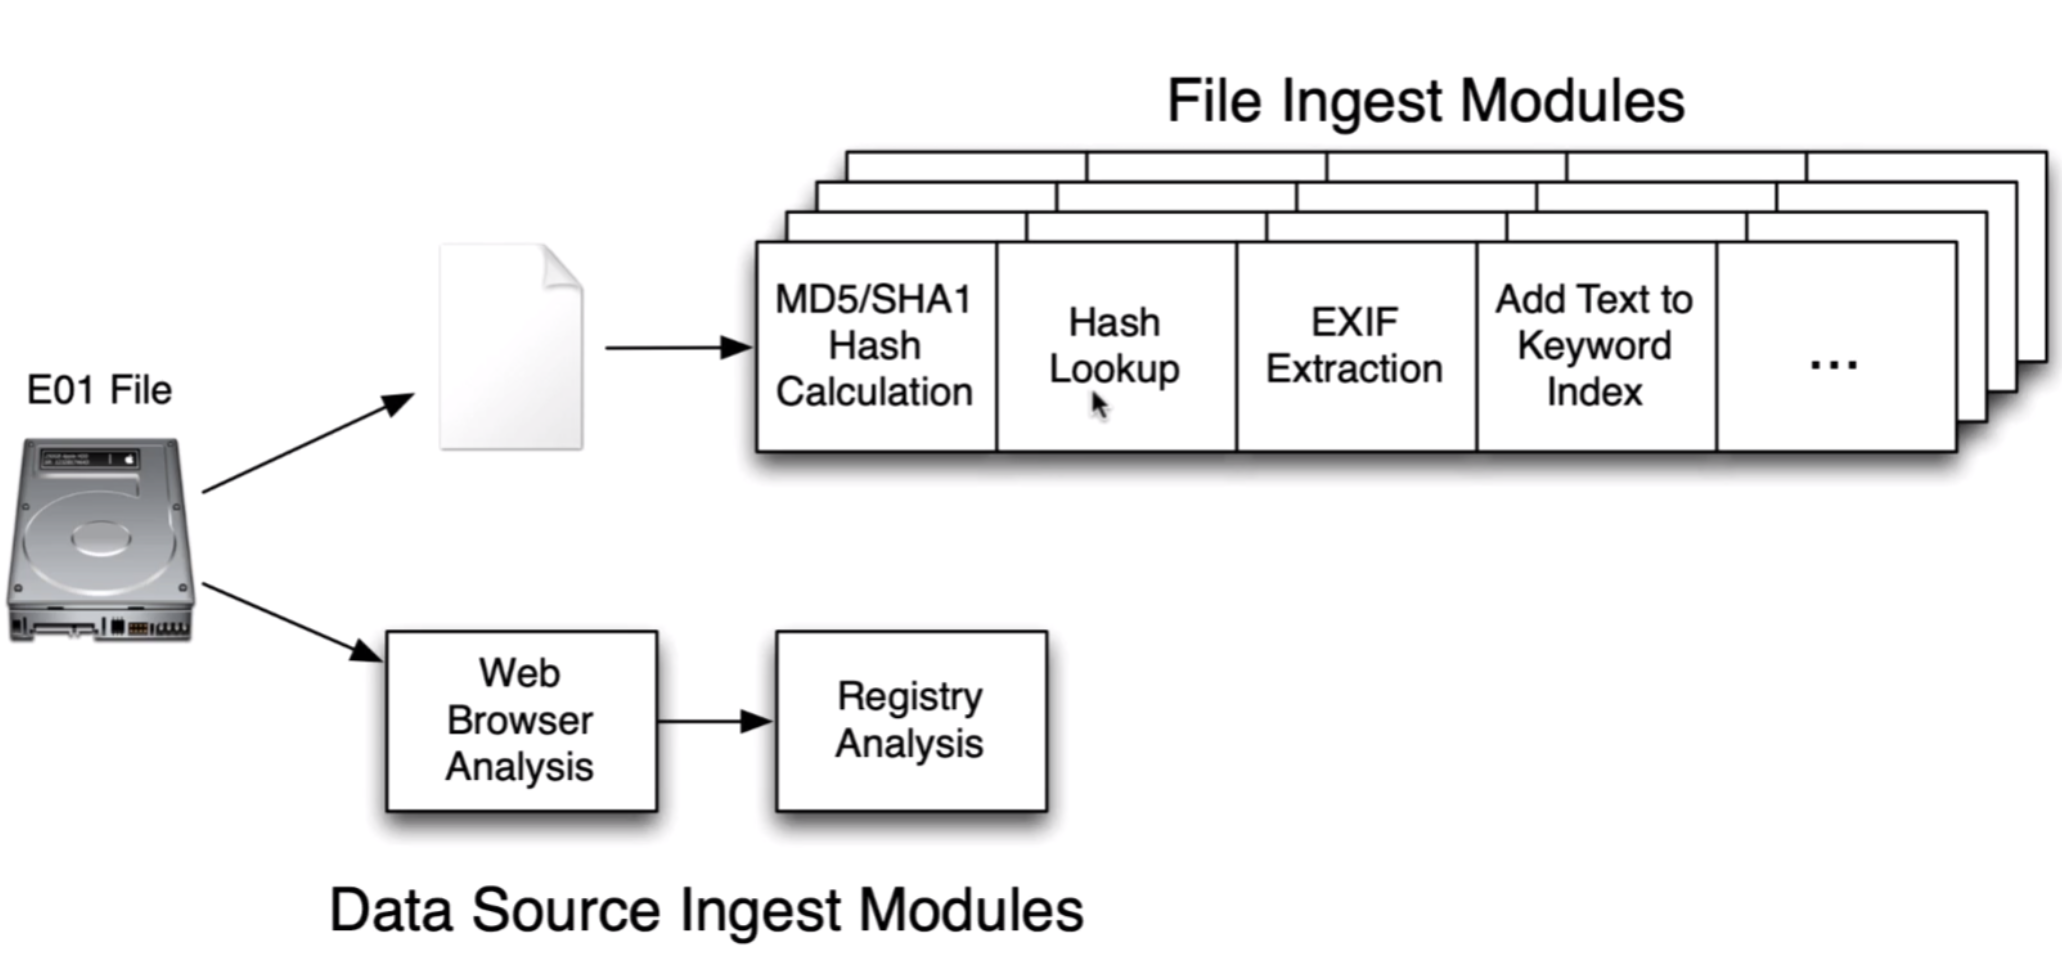 File Ingest Modules
MD5/SHA1
Hash
Calculation
Hash
Lookup
EXIF
Extraction
Add Text to
Keyword
Index
...
E01 File
Web
Browser
Analysis
Registry
Analysis
Data Source Ingest Modules